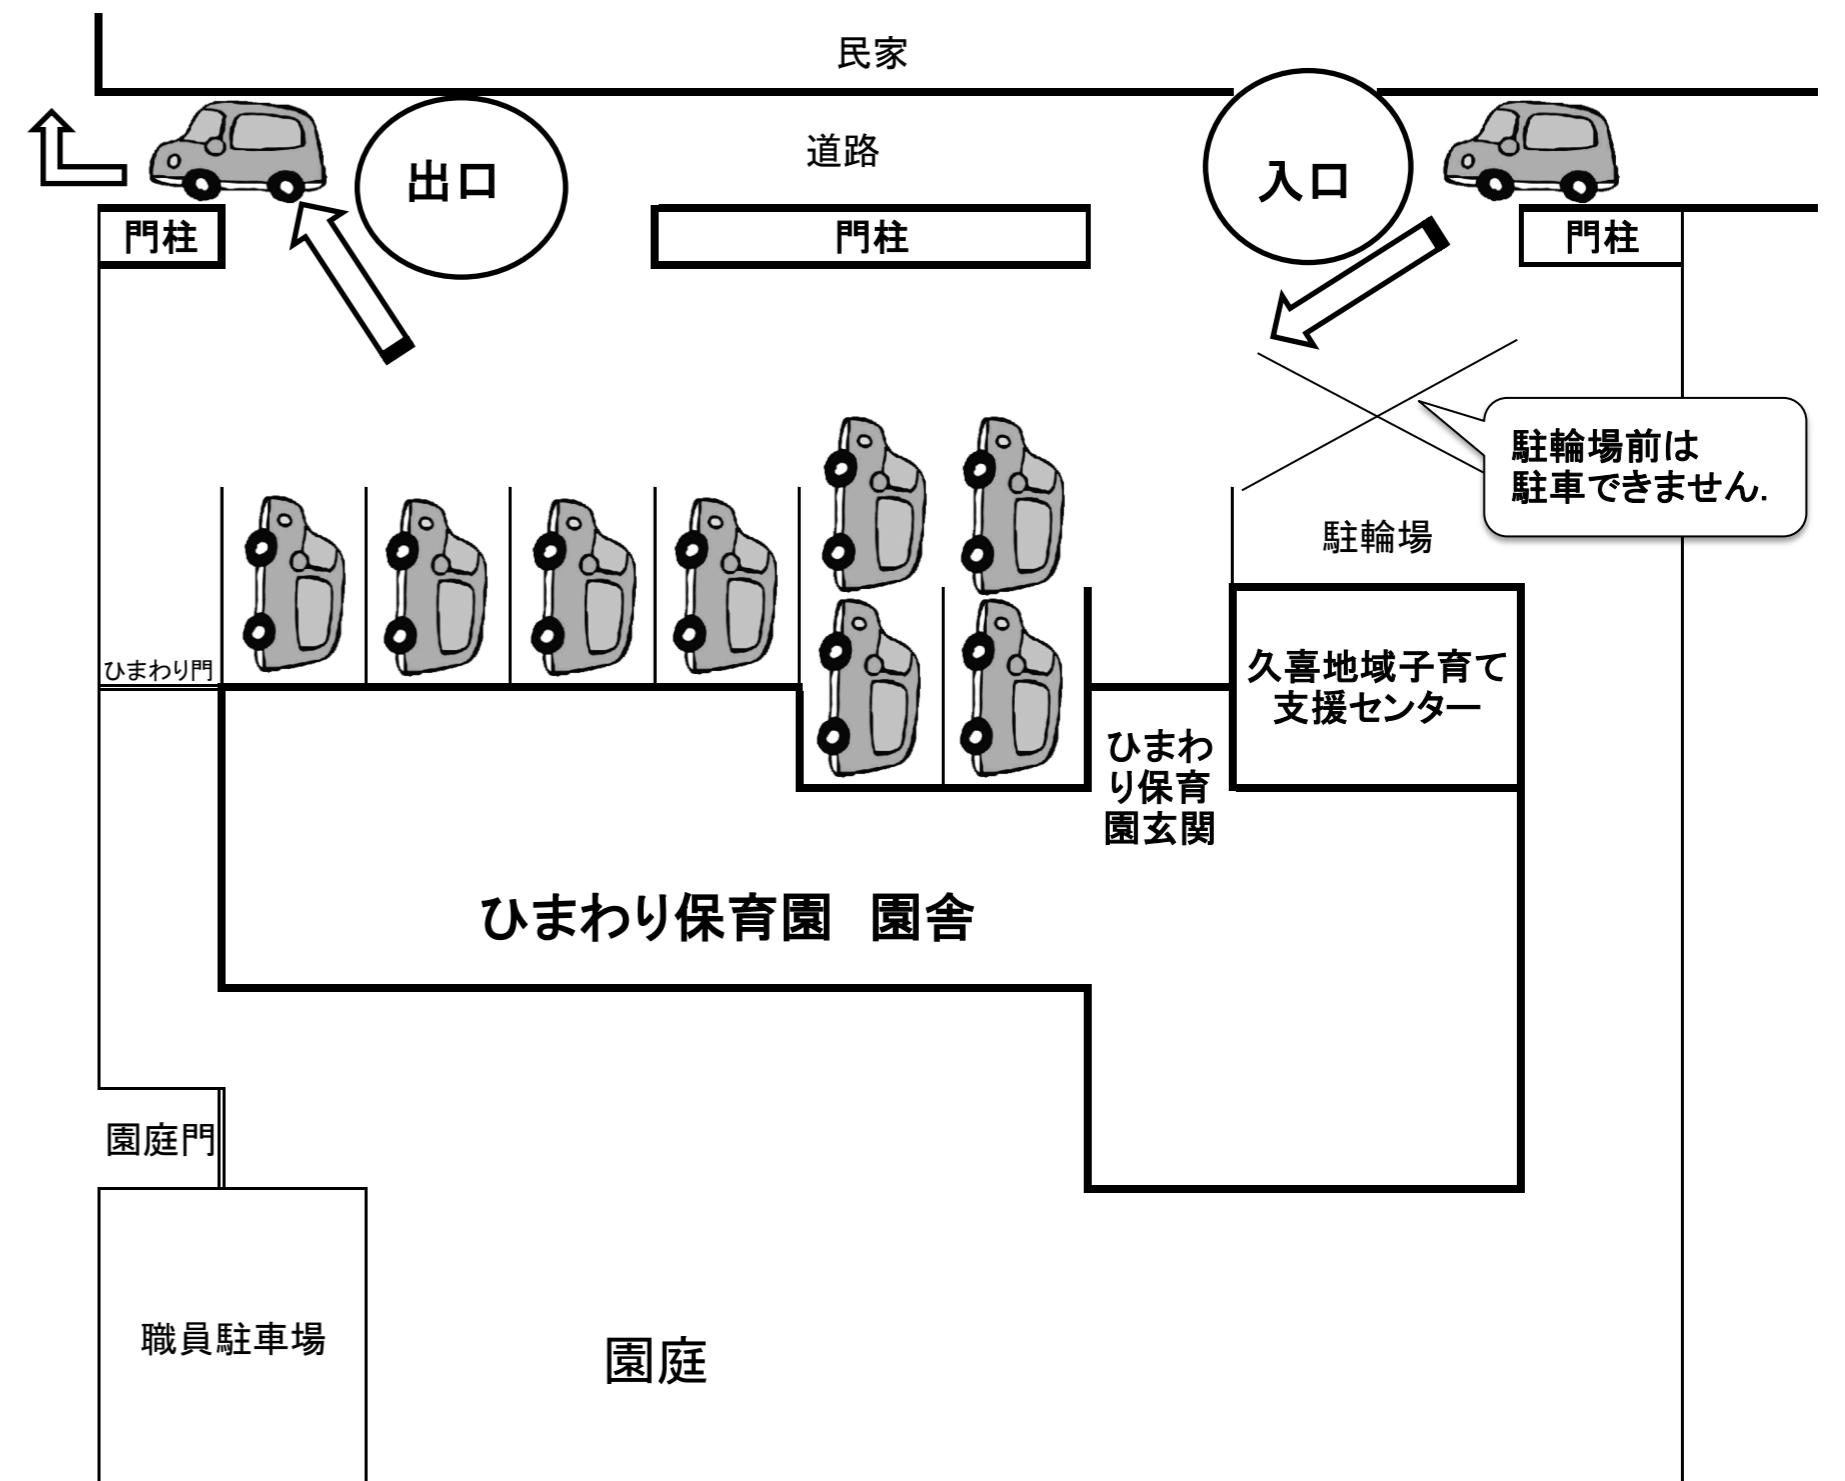 民家
道路
出口
入口
門柱
門柱
門柱
駐輪場前は
駐車できません.
駐輪場
ひまわり門
久喜地域子育て
支援センター
ひまわ
り保育
園玄関
ひまわり保育園　園舎
園庭門
職員駐車場
園庭